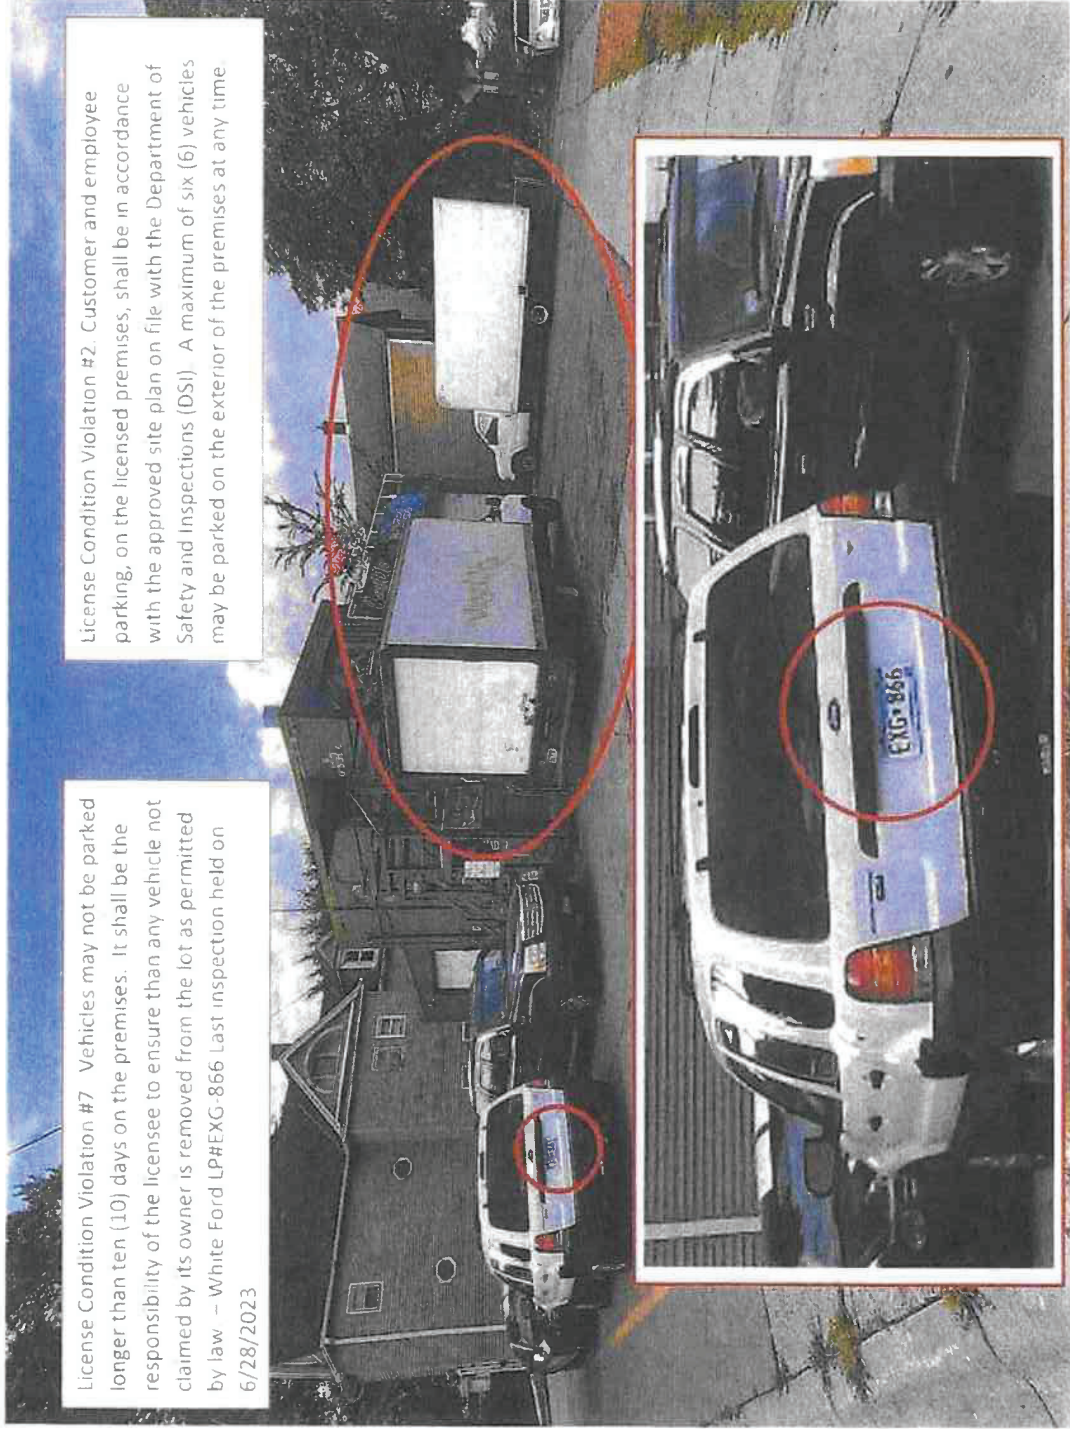 License Condition Violation #7   Vehicles may not be parked
longer than ten (10) days on the premises.  It shall be the
responsibility of the licensee to ensure than any vehicle not
claimed by its owner is removed from the lot as permitted
by law – White Ford LP#EXG-866 Last inspection held on
6/28/2023
License Condition Violation #2. Customer and employee
parking, on the licensed premises, shall be in accordance
with the approved site plan on file with the Department of
Safety and Inspections (DSI)   A maximum of six (6) vehicles
may be parked on the exterior of the premises at any time.
EXG 866